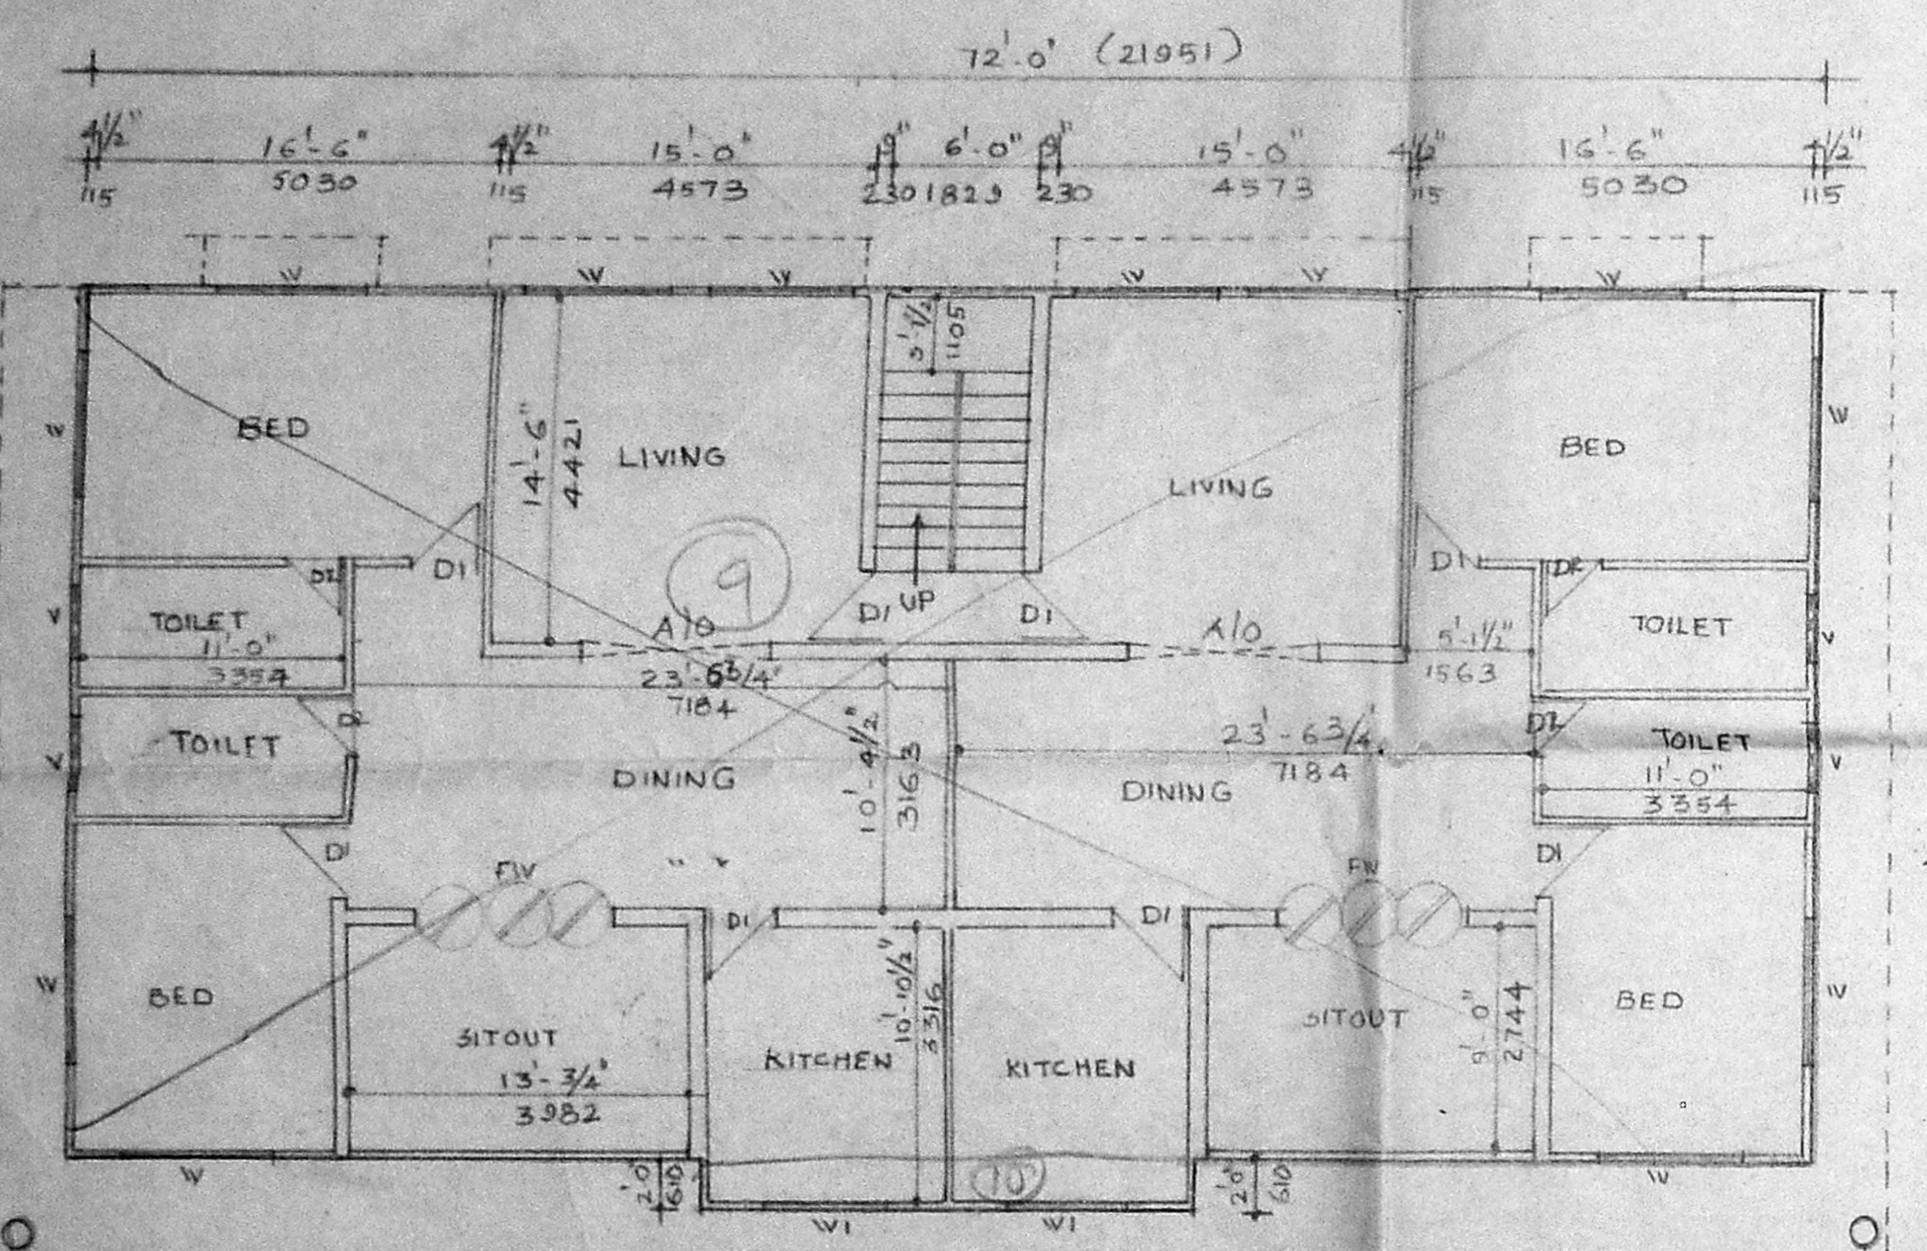 72'-0" (21951)
4½" 16'-6" 4½" 15'-0" 9" 6'-0" 9" 15'-0" 4½" 16'-6" 4½"
115 5030 115 4573 230 1829 230 4573 115 5030 115
W W W W W W
1105
W BED LIVING 14'-6" 4421 LIVING BED W
9
D2 D1 D1 UP D1 D1 D2
V TOILET A/O A/O TOILET V
11'-0" 5'-1½"
3354 23'-6¾" 1563
7184
D2 D2
V TOILET 10'-4½" 3163 23'-6¾" TOILET V
DINING 7184 11'-0"
DINING 3354
D1 D1
FW FW
D1 D1
W BED 10'-10½" 3316 9'-0" 2744 BED W
SITOUT KITCHEN KITCHEN SITOUT
13'-¾"
3982
W 2'-0" 610 10 2'-0" 610 W
W1 W1